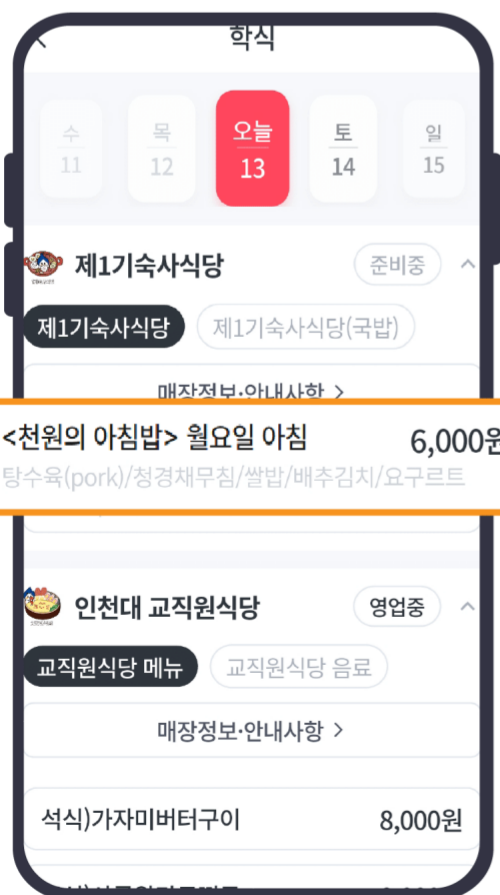 학식
수 목 오늘 토 일
11 12 13 14 15
제1기숙사식당 준비중
제1기숙사식당 제1기숙사식당(국밥)
매장정보·안내사항 >
<천원의 아침밥> 월요일 아침 6,000원
탕수육(pork)/청경채무침/쌀밥/배추김치/요구르트
인천대 교직원식당 영업중
교직원식당 메뉴 교직원식당 음료
매장정보·안내사항 >
석식)가자미버터구이 8,000원